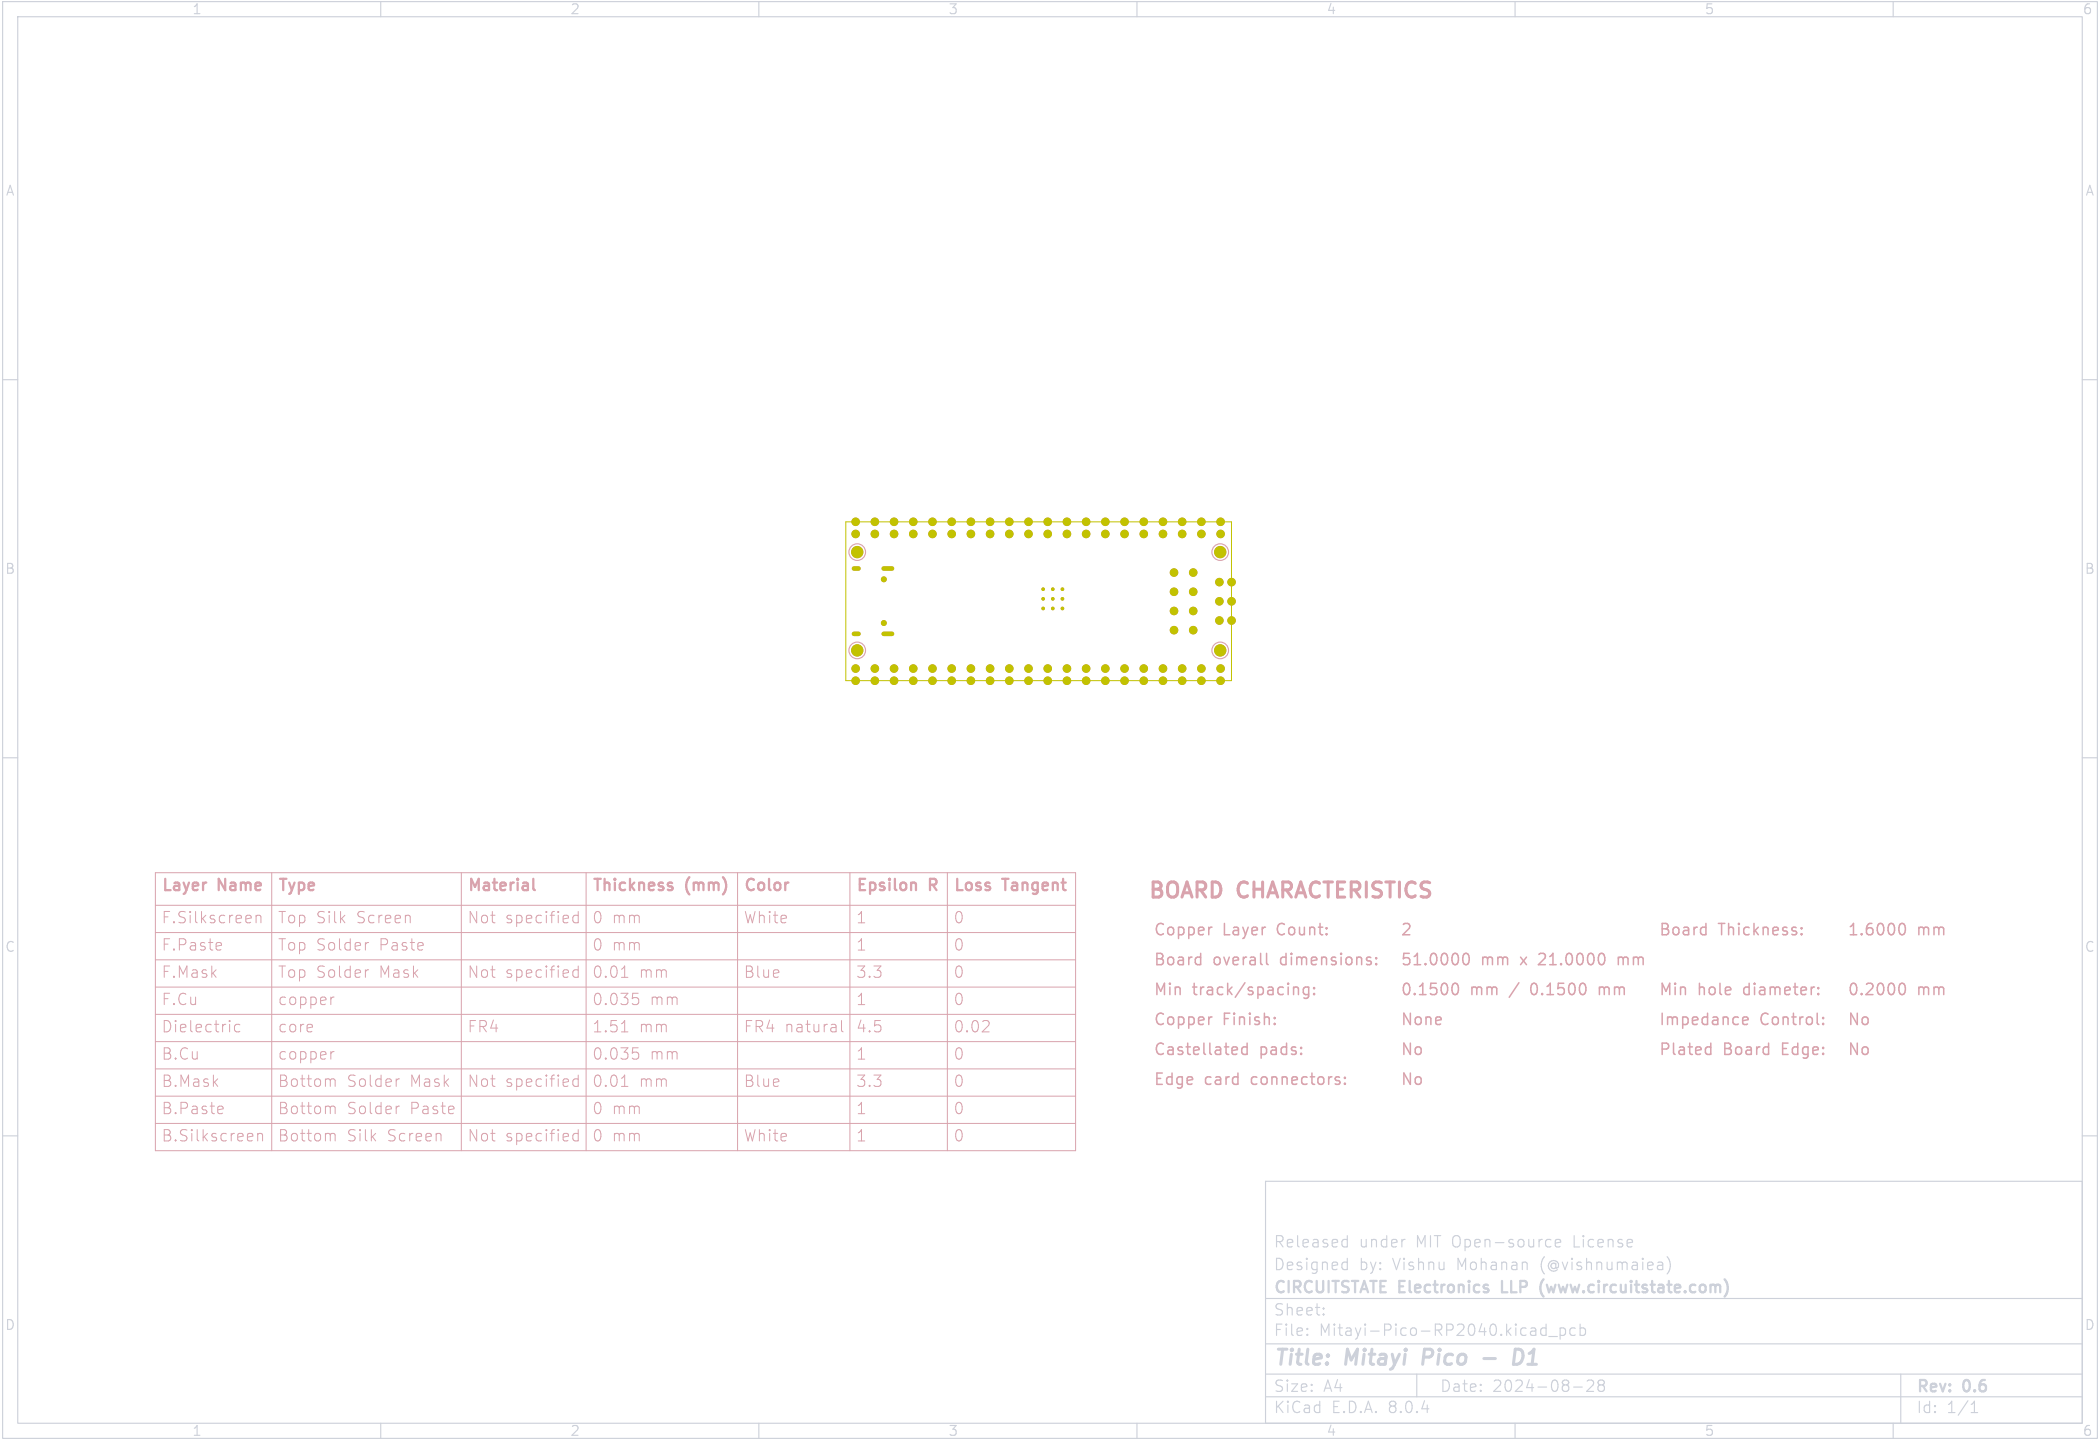 1 2 3 4 5 6
A A
B B
Layer Name Type Material Thickness (mm) Color Epsilon R Loss Tangent
F.Silkscreen Top Silk Screen Not specified 0 mm White 1 0
F.Paste Top Solder Paste 0 mm 1 0
F.Mask Top Solder Mask Not specified 0.01 mm Blue 3.3 0
F.Cu copper 0.035 mm 1 0
Dielectric core FR4 1.51 mm FR4 natural 4.5 0.02
B.Cu copper 0.035 mm 1 0
B.Mask Bottom Solder Mask Not specified 0.01 mm Blue 3.3 0
B.Paste Bottom Solder Paste 0 mm 1 0
B.Silkscreen Bottom Silk Screen Not specified 0 mm White 1 0
BOARD CHARACTERISTICS
Copper Layer Count: 2 Board Thickness: 1.6000 mm
Board overall dimensions: 51.0000 mm x 21.0000 mm
Min track/spacing: 0.1500 mm / 0.1500 mm Min hole diameter: 0.2000 mm
Copper Finish: None Impedance Control: No
Castellated pads: No Plated Board Edge: No
Edge card connectors: No
C C
Released under MIT Open-source License
Designed by: Vishnu Mohanan (@vishnumaiea)
CIRCUITSTATE Electronics LLP (www.circuitstate.com)
Sheet:
File: Mitayi-Pico-RP2040.kicad_pcb
Title: Mitayi Pico - D1
Size: A4 Date: 2024-08-28 Rev: 0.6
KiCad E.D.A. 8.0.4 Id: 1/1
D D
1 2 3 4 5 6